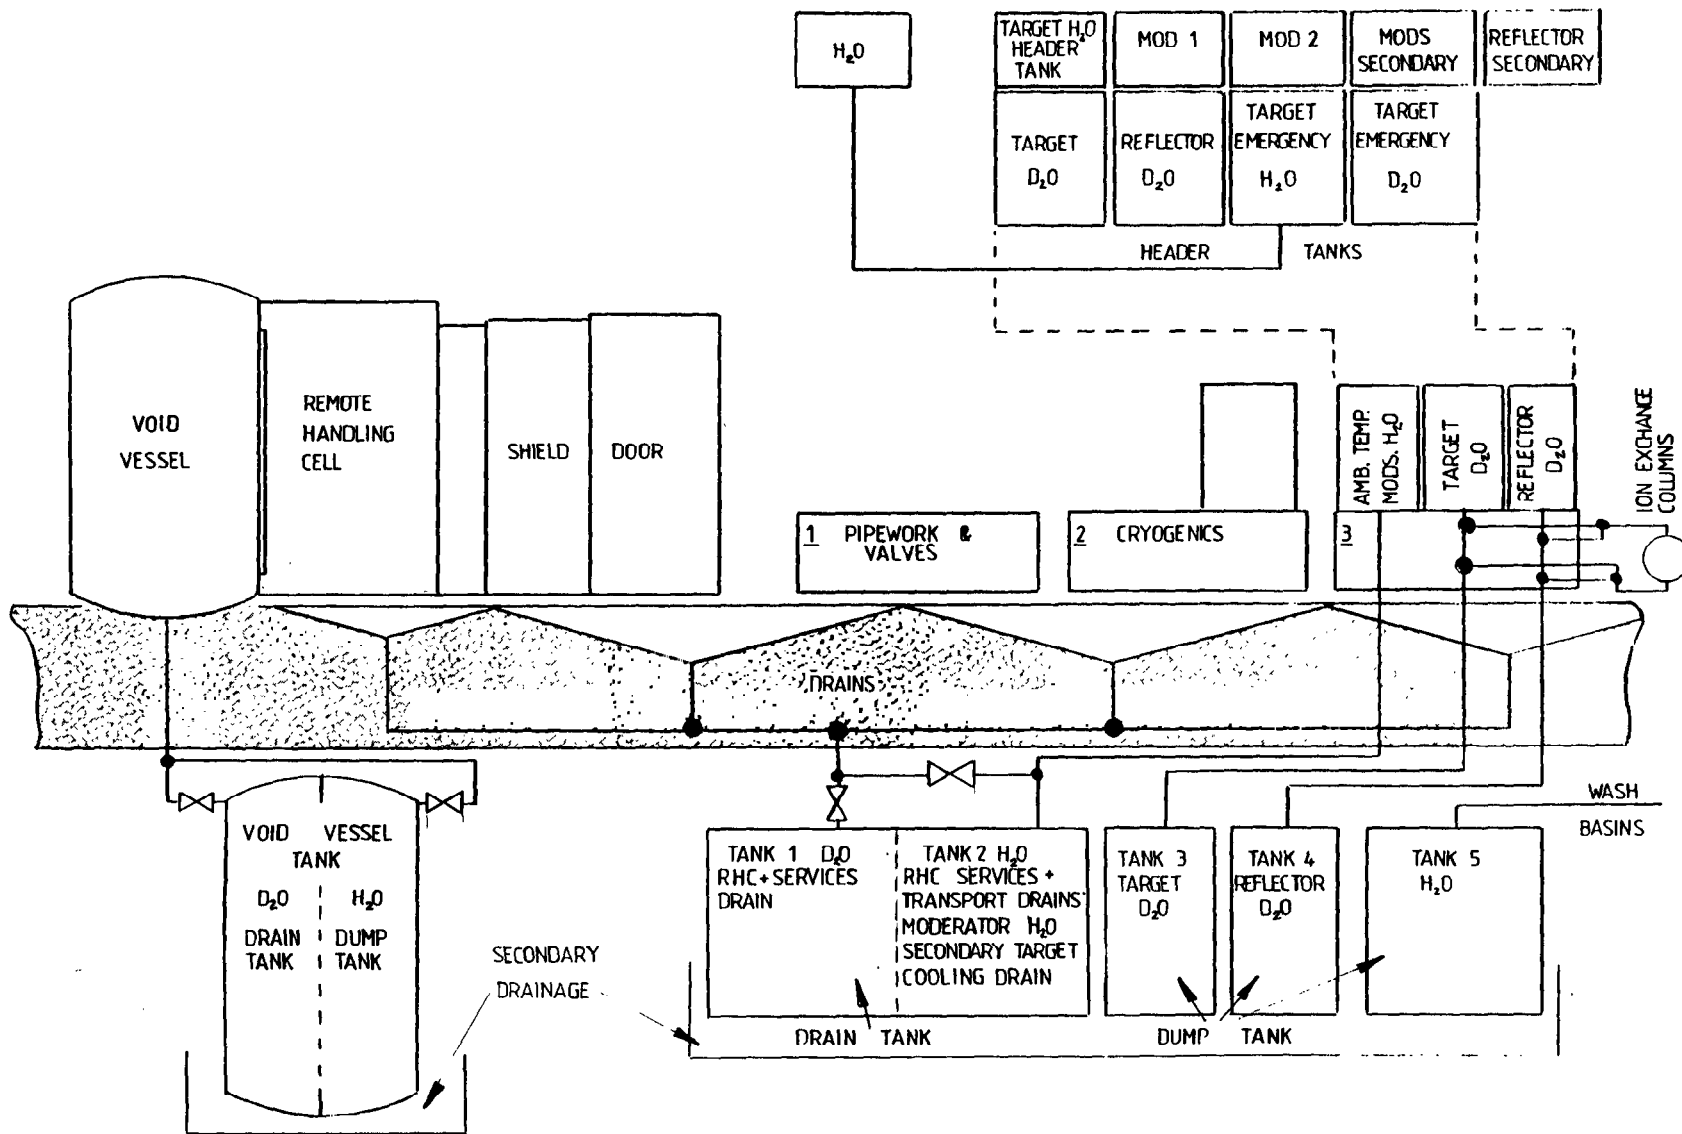 H₂O
TARGET H₂O
HEADER
TANK
MOD 1
MOD 2
MODS
SECONDARY
REFLECTOR
SECONDARY
TARGET
D₂O
REFLECTOR
D₂O
TARGET
EMERGENCY
H₂O
TARGET
EMERGENCY
D₂O
HEADER TANKS
VOID
VESSEL
REMOTE
HANDLING
CELL
SHIELD
DOOR
1 PIPEWORK &
VALVES
2 CRYOGENICS
3
AMB. TEMP.
MODS. H₂O
TARGET
D₂O
REFLECTOR
D₂O
ION EXCHANGE
COLUMNS
DRAINS
VOID VESSEL
TANK
D₂O
DRAIN
TANK
H₂O
DUMP
TANK
SECONDARY
DRAINAGE
TANK 1 D₂O
RHC+SERVICES
DRAIN
TANK 2 H₂O
RHC SERVICES +
TRANSPORT DRAINS
MODERATOR H₂O
SECONDARY TARGET
COOLING DRAIN
TANK 3
TARGET
D₂O
TANK 4
REFLECTOR
D₂O
TANK 5
H₂O
WASH
BASINS
DRAIN TANK
DUMP TANK